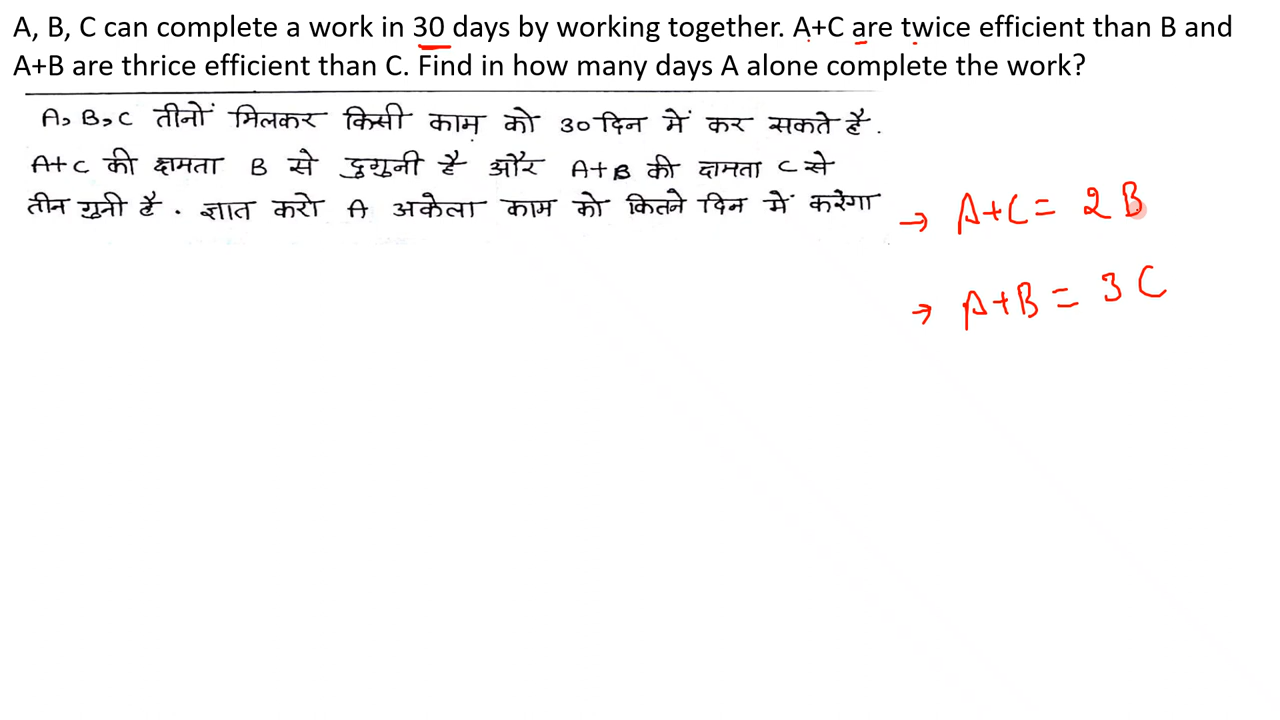 A, B, C can complete a work in 30 days by working together. A+C are twice efficient than B and
A+B are thrice efficient than C. Find in how many days A alone complete the work?
A, B, C तीनों मिलकर किसी काम को 30 दिन में कर सकते है.
A+C की क्षमता B से दुगुनी है और A+B की क्षमता C से
तीन गुनी है. ज्ञात करो A अकेला काम को कितने दिन में करेगा
→ A+C = 2B
→ A+B = 3C